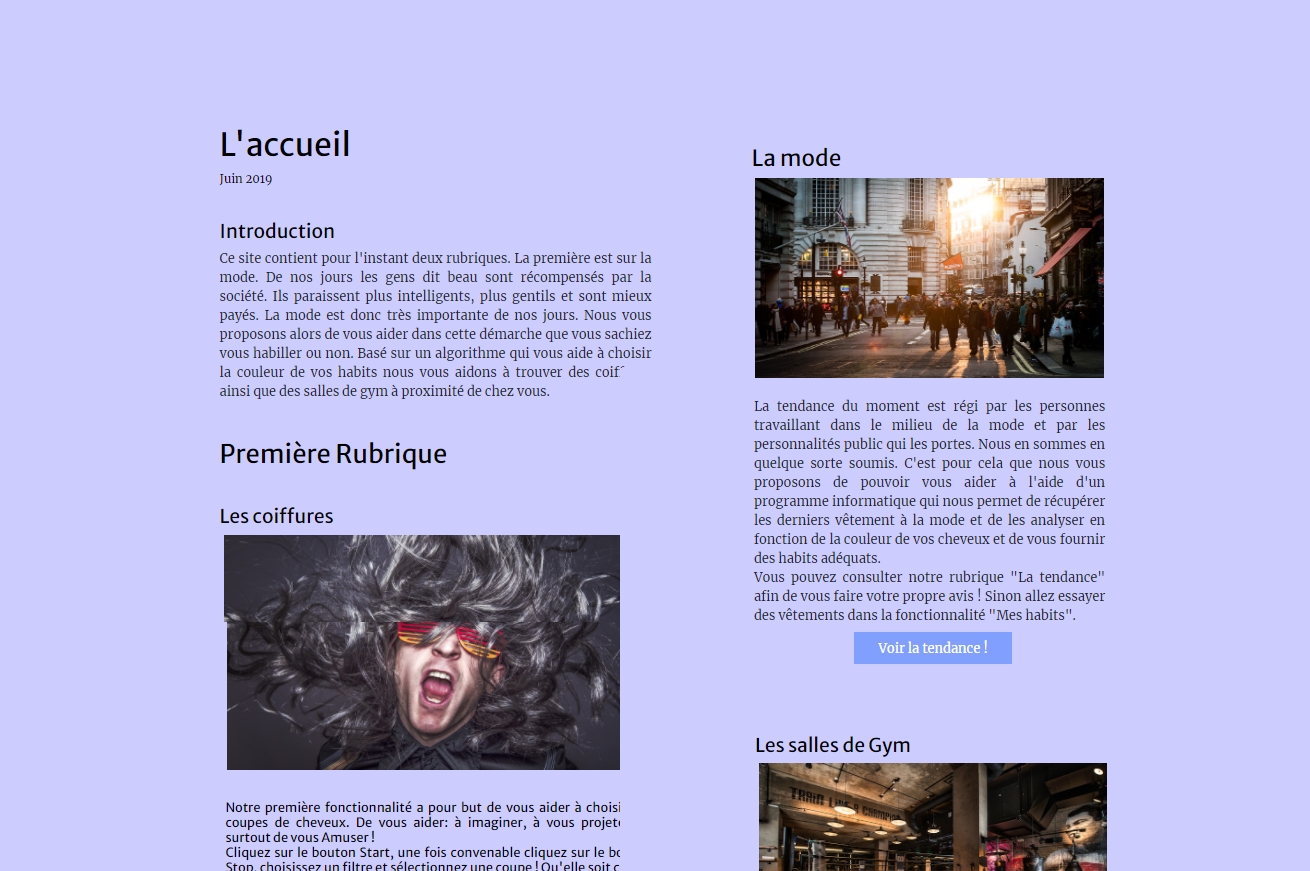 L'accueil
Juin 2019
Introduction
Ce site contient pour l'instant deux rubriques. La première est sur la
mode. De nos jours les gens dit beau sont récompensés par la
société. Ils paraissent plus intelligents, plus gentils et sont mieux
payés. La mode est donc très importante de nos jours. Nous vous
proposons alors de vous aider dans cette démarche que vous sachiez
vous habiller ou non. Basé sur un algorithme qui vous aide à choisir
la couleur de vos habits nous vous aidons à trouver des
ainsi que des salles de gym à proximité de chez vous.
Première Rubrique
Les coiffures
Notre première fonctionnalité a pour but de vous aider à
coupes de cheveux. De vous aider: à imaginer, à vous
surtout de vous Amuser !
Cliquez sur le bouton Start, une fois convenable cliquez sur le
Stop, choisissez un filtre et sélectionnez une coupe ! Qu'elle soit
La mode
La tendance du moment est régi par les personnes
travaillant dans le milieu de la mode et par les
personnalités public qui les portes. Nous en sommes en
quelque sorte soumis. C'est pour cela que nous vous
proposons de pouvoir vous aider à l'aide d'un
programme informatique qui nous permet de récupérer
les derniers vêtement à la mode et de les analyser en
fonction de la couleur de vos cheveux et de vous fournir
des habits adéquats.
Vous pouvez consulter notre rubrique "La tendance"
afin de vous faire votre propre avis ! Sinon allez essayer
des vêtements dans la fonctionnalité "Mes habits".
Voir la tendance !
Les salles de Gym
TRAIN LIKE A CHAMPION